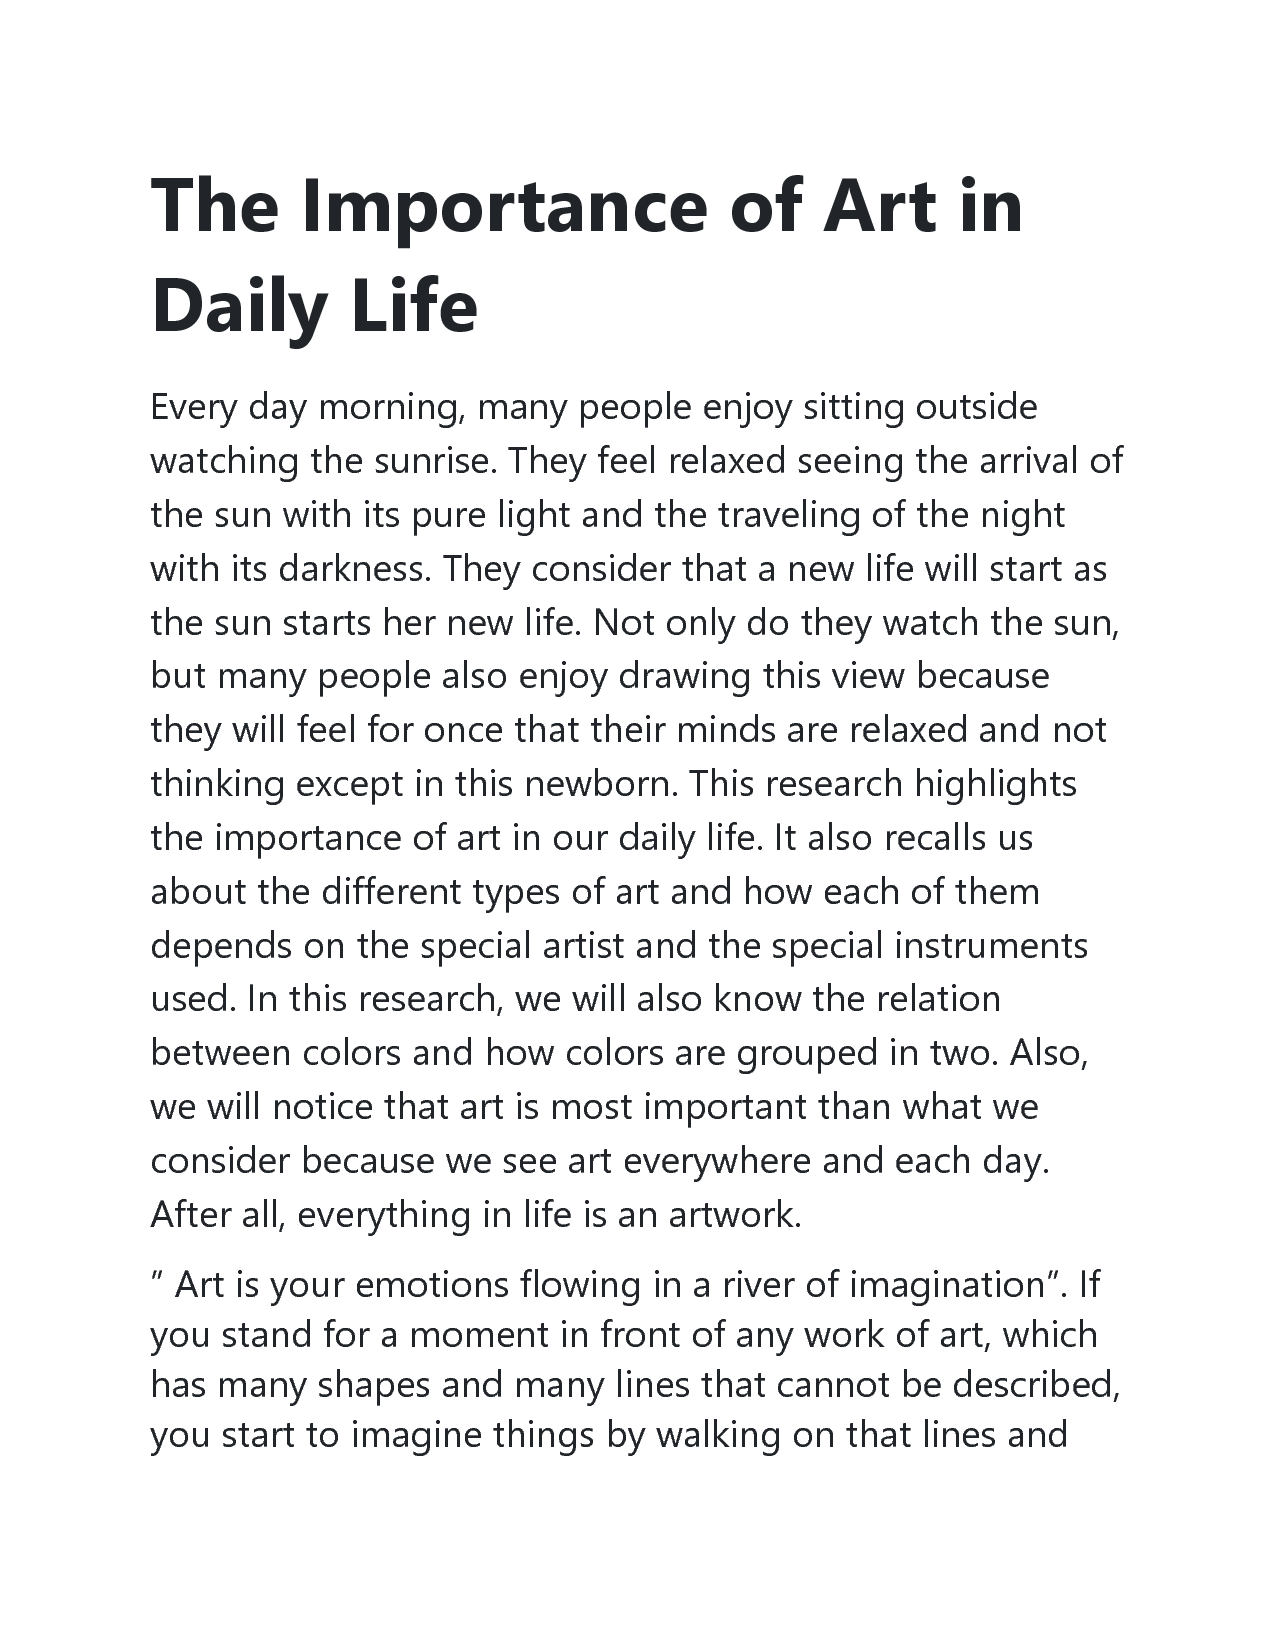 The Importance of Art in
Daily Life
Every day morning, many people enjoy sitting outside
watching the sunrise. They feel relaxed seeing the arrival of
the sun with its pure light and the traveling of the night
with its darkness. They consider that a new life will start as
the sun starts her new life. Not only do they watch the sun,
but many people also enjoy drawing this view because
they will feel for once that their minds are relaxed and not
thinking except in this newborn. This research highlights
the importance of art in our daily life. It also recalls us
about the different types of art and how each of them
depends on the special artist and the special instruments
used. In this research, we will also know the relation
between colors and how colors are grouped in two. Also,
we will notice that art is most important than what we
consider because we see art everywhere and each day.
After all, everything in life is an artwork.
” Art is your emotions flowing in a river of imagination”. If
you stand for a moment in front of any work of art, which
has many shapes and many lines that cannot be described,
you start to imagine things by walking on that lines and